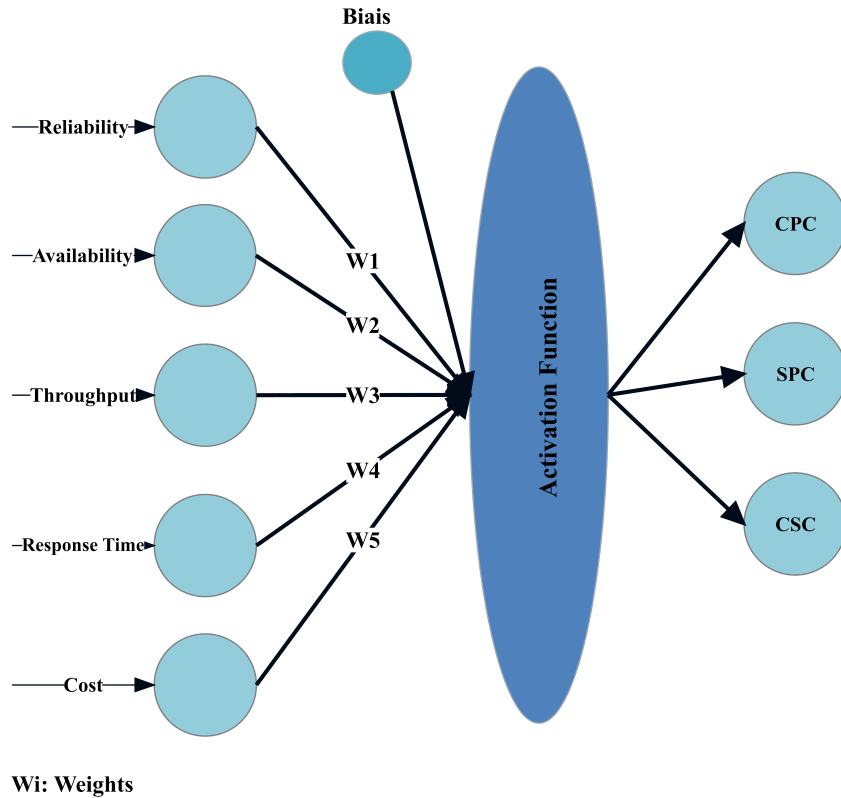 Biais
Reliability
Availability
Throughput
Response Time
Cost
W1
W2
W3
W4
W5
Activation Function
CPC
SPC
CSC
Wi: Weights